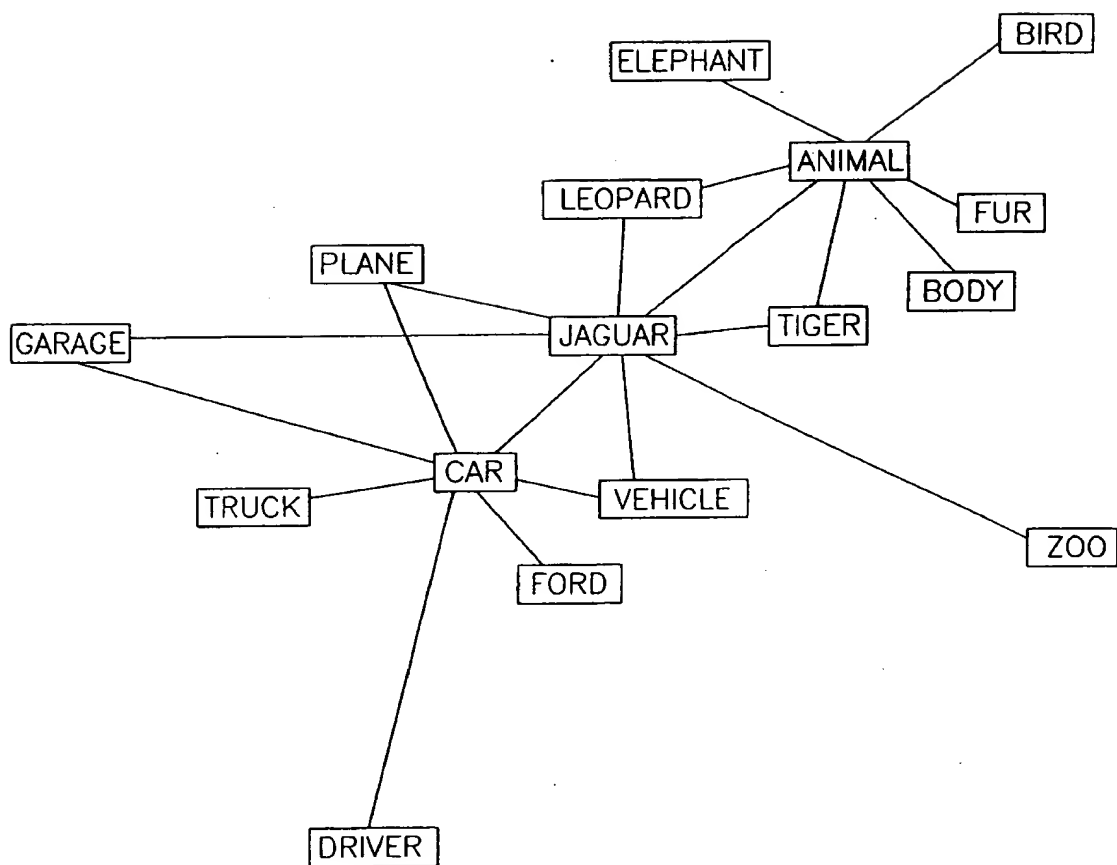 BIRD
ELEPHANT
ANIMAL
LEOPARD
FUR
PLANE
BODY
TIGER
JAGUAR
GARAGE
CAR
VEHICLE
TRUCK
ZOO
FORD
DRIVER